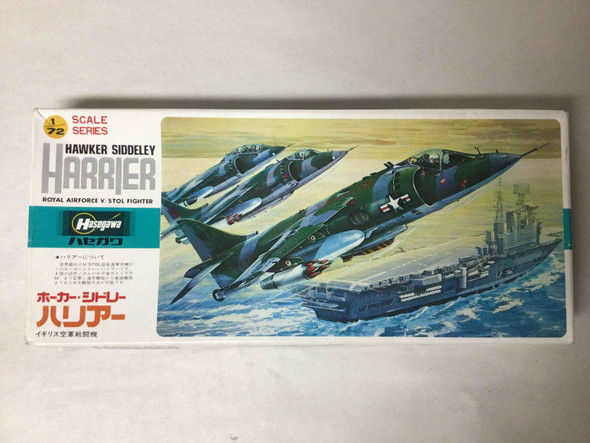 1/72
SCALE
SERIES
HAWKER SIDDELEY
HARRIER
ROYAL AIRFORCE V/STOL FIGHTER
Hasegawa
ハセガワ
■ハリアーについて
ホーカー・シドレー
ハリアー
イギリス空軍戦闘機